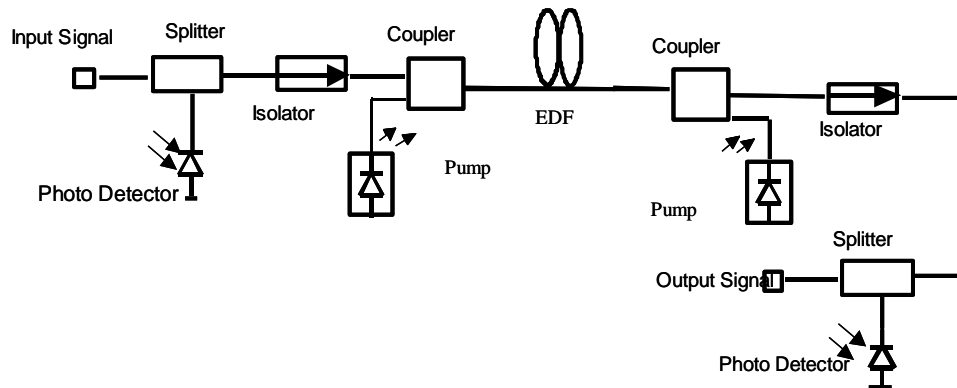 Input Signal
Splitter
Coupler
Coupler
Isolator
EDF
Isolator
Photo Detector
Pump
Pump
Splitter
Output Signal
Photo Detector